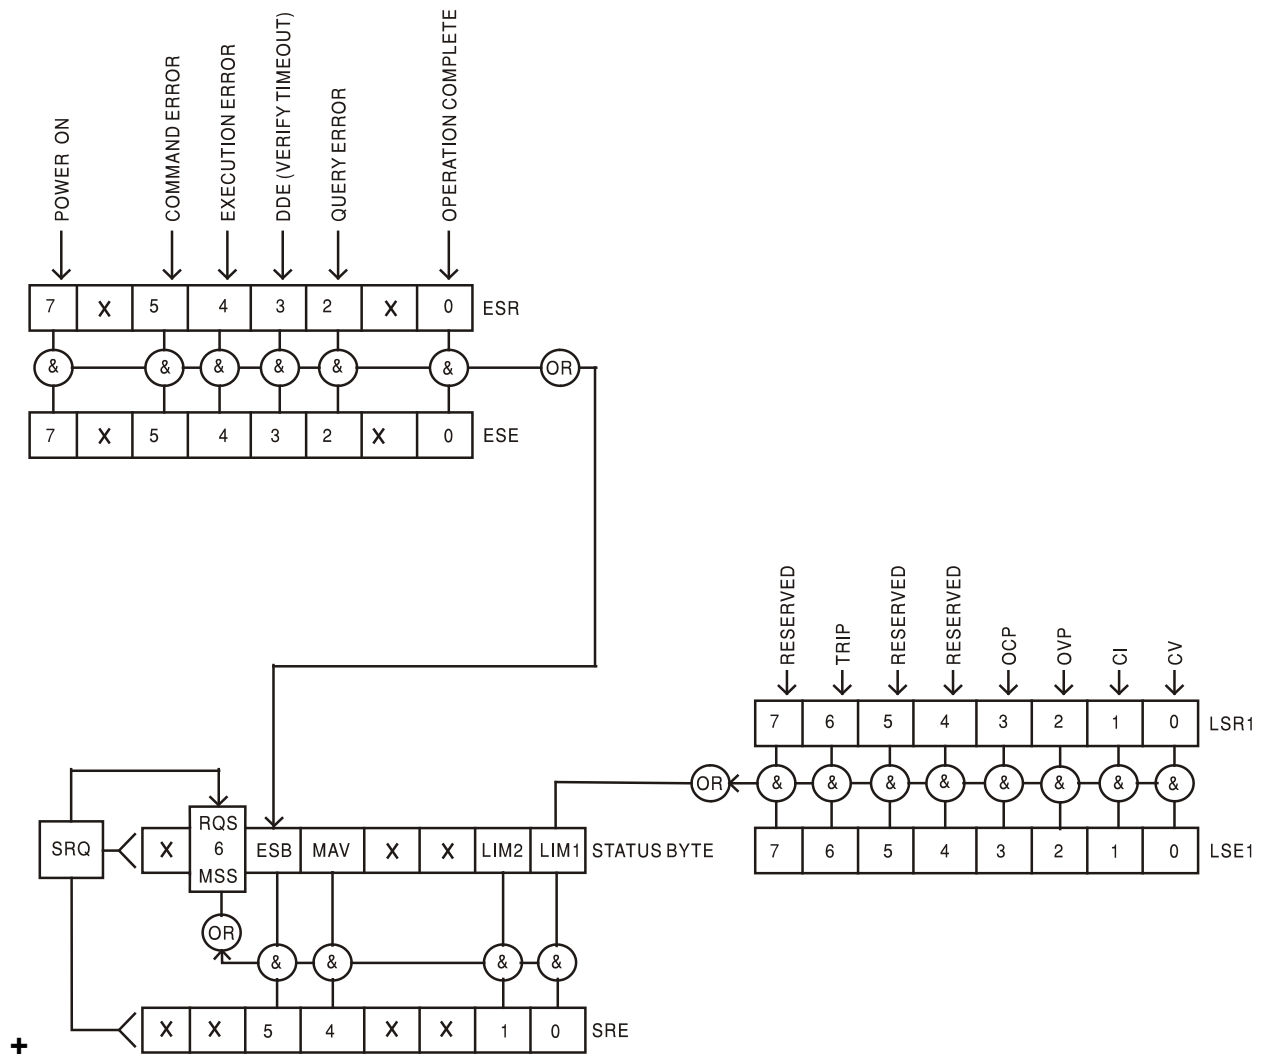 POWER ON
COMMAND ERROR
EXECUTION ERROR
DDE (VERIFY TIMEOUT)
QUERY ERROR
OPERATION COMPLETE
7 X 5 4 3 2 X 0 ESR
& & & & & & OR
7 X 5 4 3 2 X 0 ESE
RESERVED
TRIP
RESERVED
RESERVED
OCP
OVP
CI
CV
7 6 5 4 3 2 1 0 LSR1
OR & & & & & & & &
7 6 5 4 3 2 1 0 LSE1
SRQ
X
RQS
6
MSS
ESB MAV X X LIM2 LIM1 STATUS BYTE
OR
& & & &
X X 5 4 X X 1 0 SRE
+